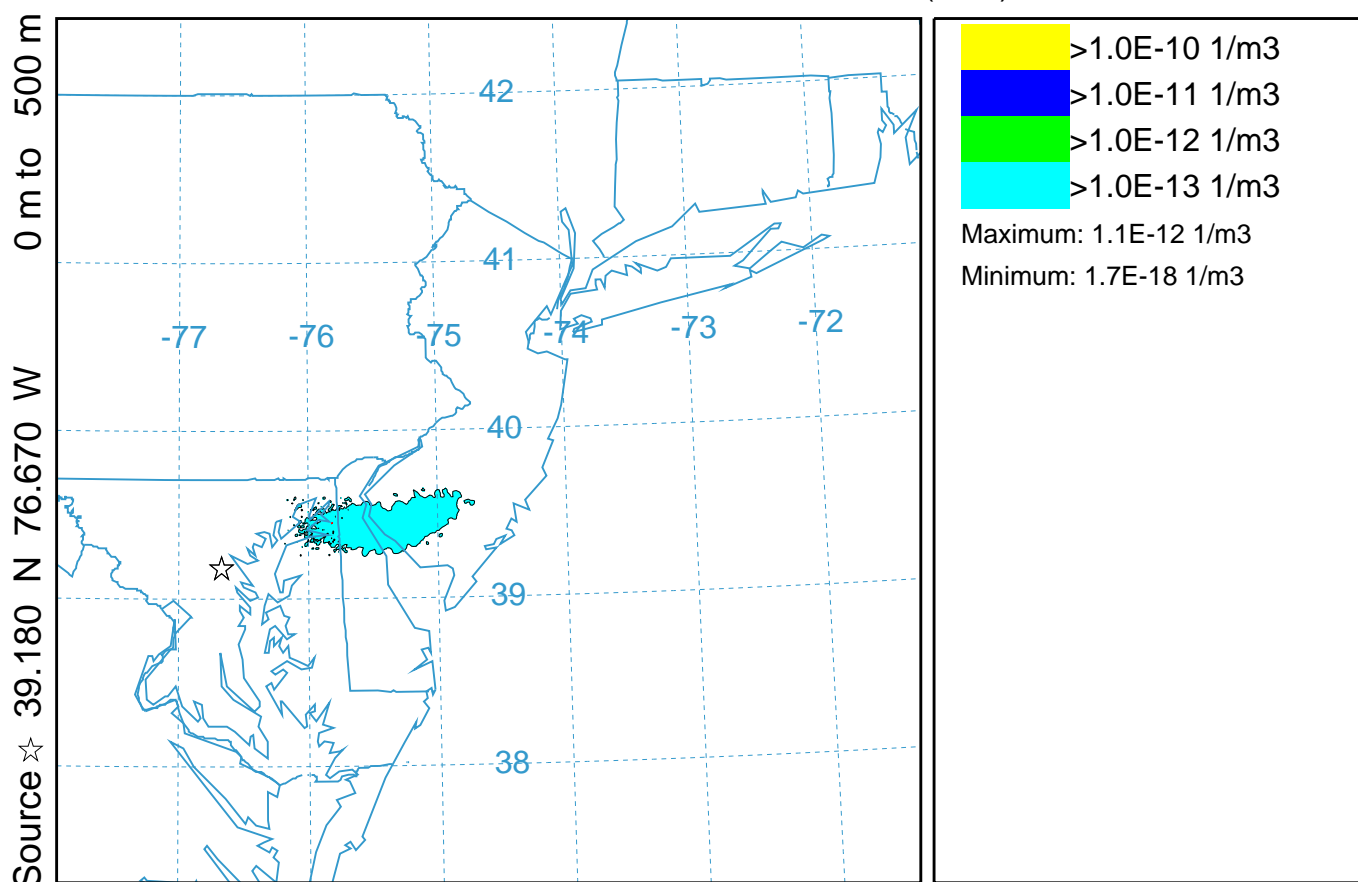 Source ☆ 39.180 N 76.670 W 0 m to 500 m
42
41
-77 -76 -75 -74 -73 -72
40
39
38
>1.0E-10 1/m3
>1.0E-11 1/m3
>1.0E-12 1/m3
>1.0E-13 1/m3
Maximum: 1.1E-12 1/m3
Minimum: 1.7E-18 1/m3